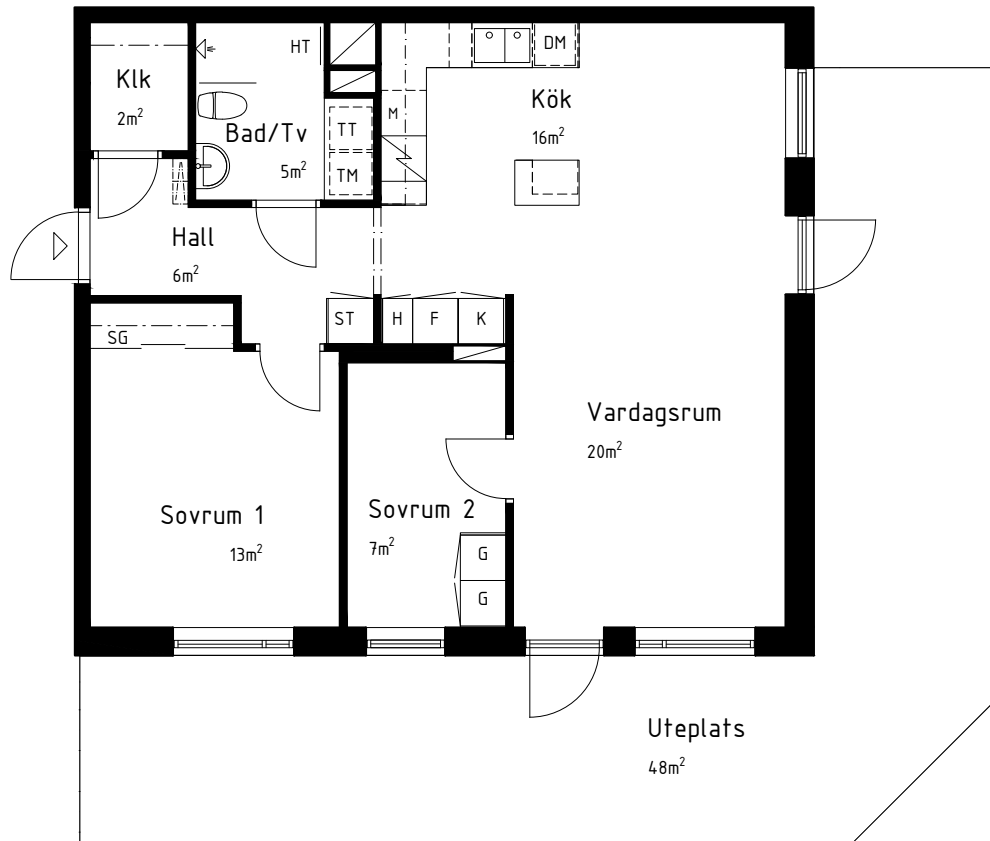 HT
DM
Klk
2m²
Kök
16m²
M
Bad/Tv
5m²
TT
TM
Hall
6m²
ST
H
F
K
SG
Vardagsrum
20m²
Sovrum 1
13m²
Sovrum 2
7m²
G
G
Uteplats
48m²